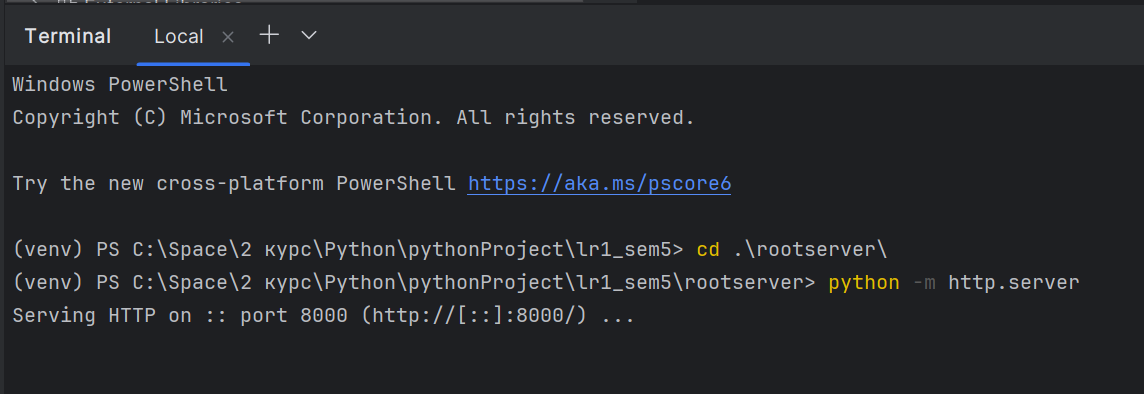 External Libraries
Terminal Local × + 
Windows PowerShell
Copyright (C) Microsoft Corporation. All rights reserved.
Try the new cross-platform PowerShell https://aka.ms/pscore6
(venv) PS C:\Space\2 курс\Python\pythonProject\lr1_sem5> cd .\rootserver\
(venv) PS C:\Space\2 курс\Python\pythonProject\lr1_sem5\rootserver> python -m http.server
Serving HTTP on :: port 8000 (http://[::]:8000/) ...